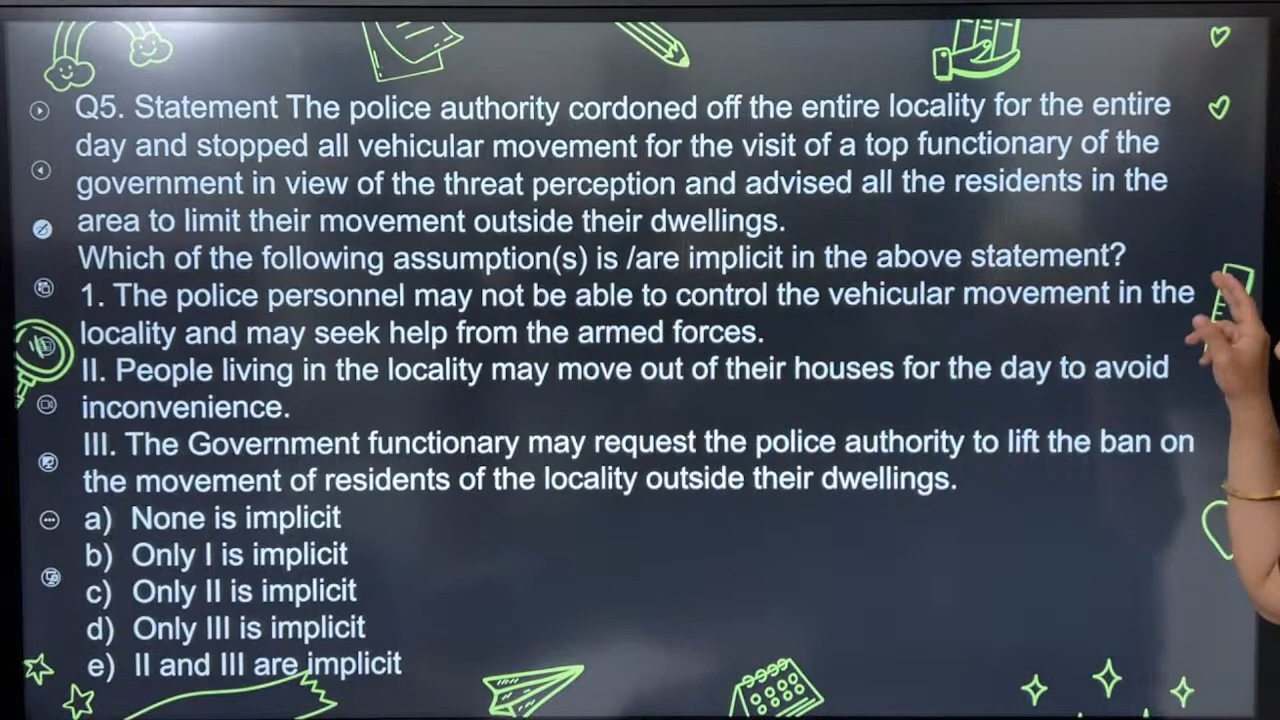 Q5. Statement The police authority cordoned off the entire locality for the entire
day and stopped all vehicular movement for the visit of a top functionary of the
government in view of the threat perception and advised all the residents in the
area to limit their movement outside their dwellings.
Which of the following assumption(s) is /are implicit in the above statement?
1. The police personnel may not be able to control the vehicular movement in the
locality and may seek help from the armed forces.
II. People living in the locality may move out of their houses for the day to avoid
inconvenience.
III. The Government functionary may request the police authority to lift the ban on
the movement of residents of the locality outside their dwellings.
a) None is implicit
b) Only I is implicit
c) Only II is implicit
d) Only III is implicit
e) II and III are implicit